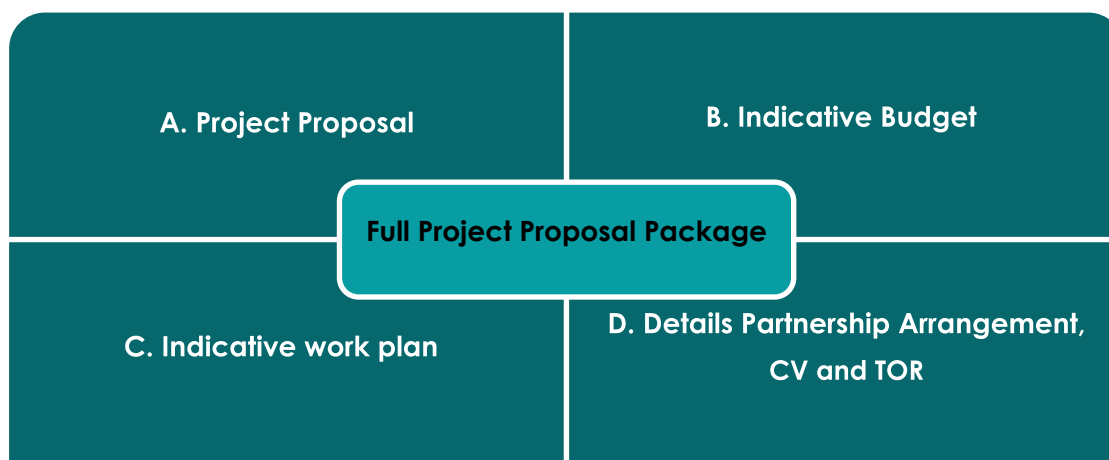 A. Project Proposal
B. Indicative Budget
Full Project Proposal Package
C. Indicative work plan
D. Details Partnership Arrangement,
CV and TOR